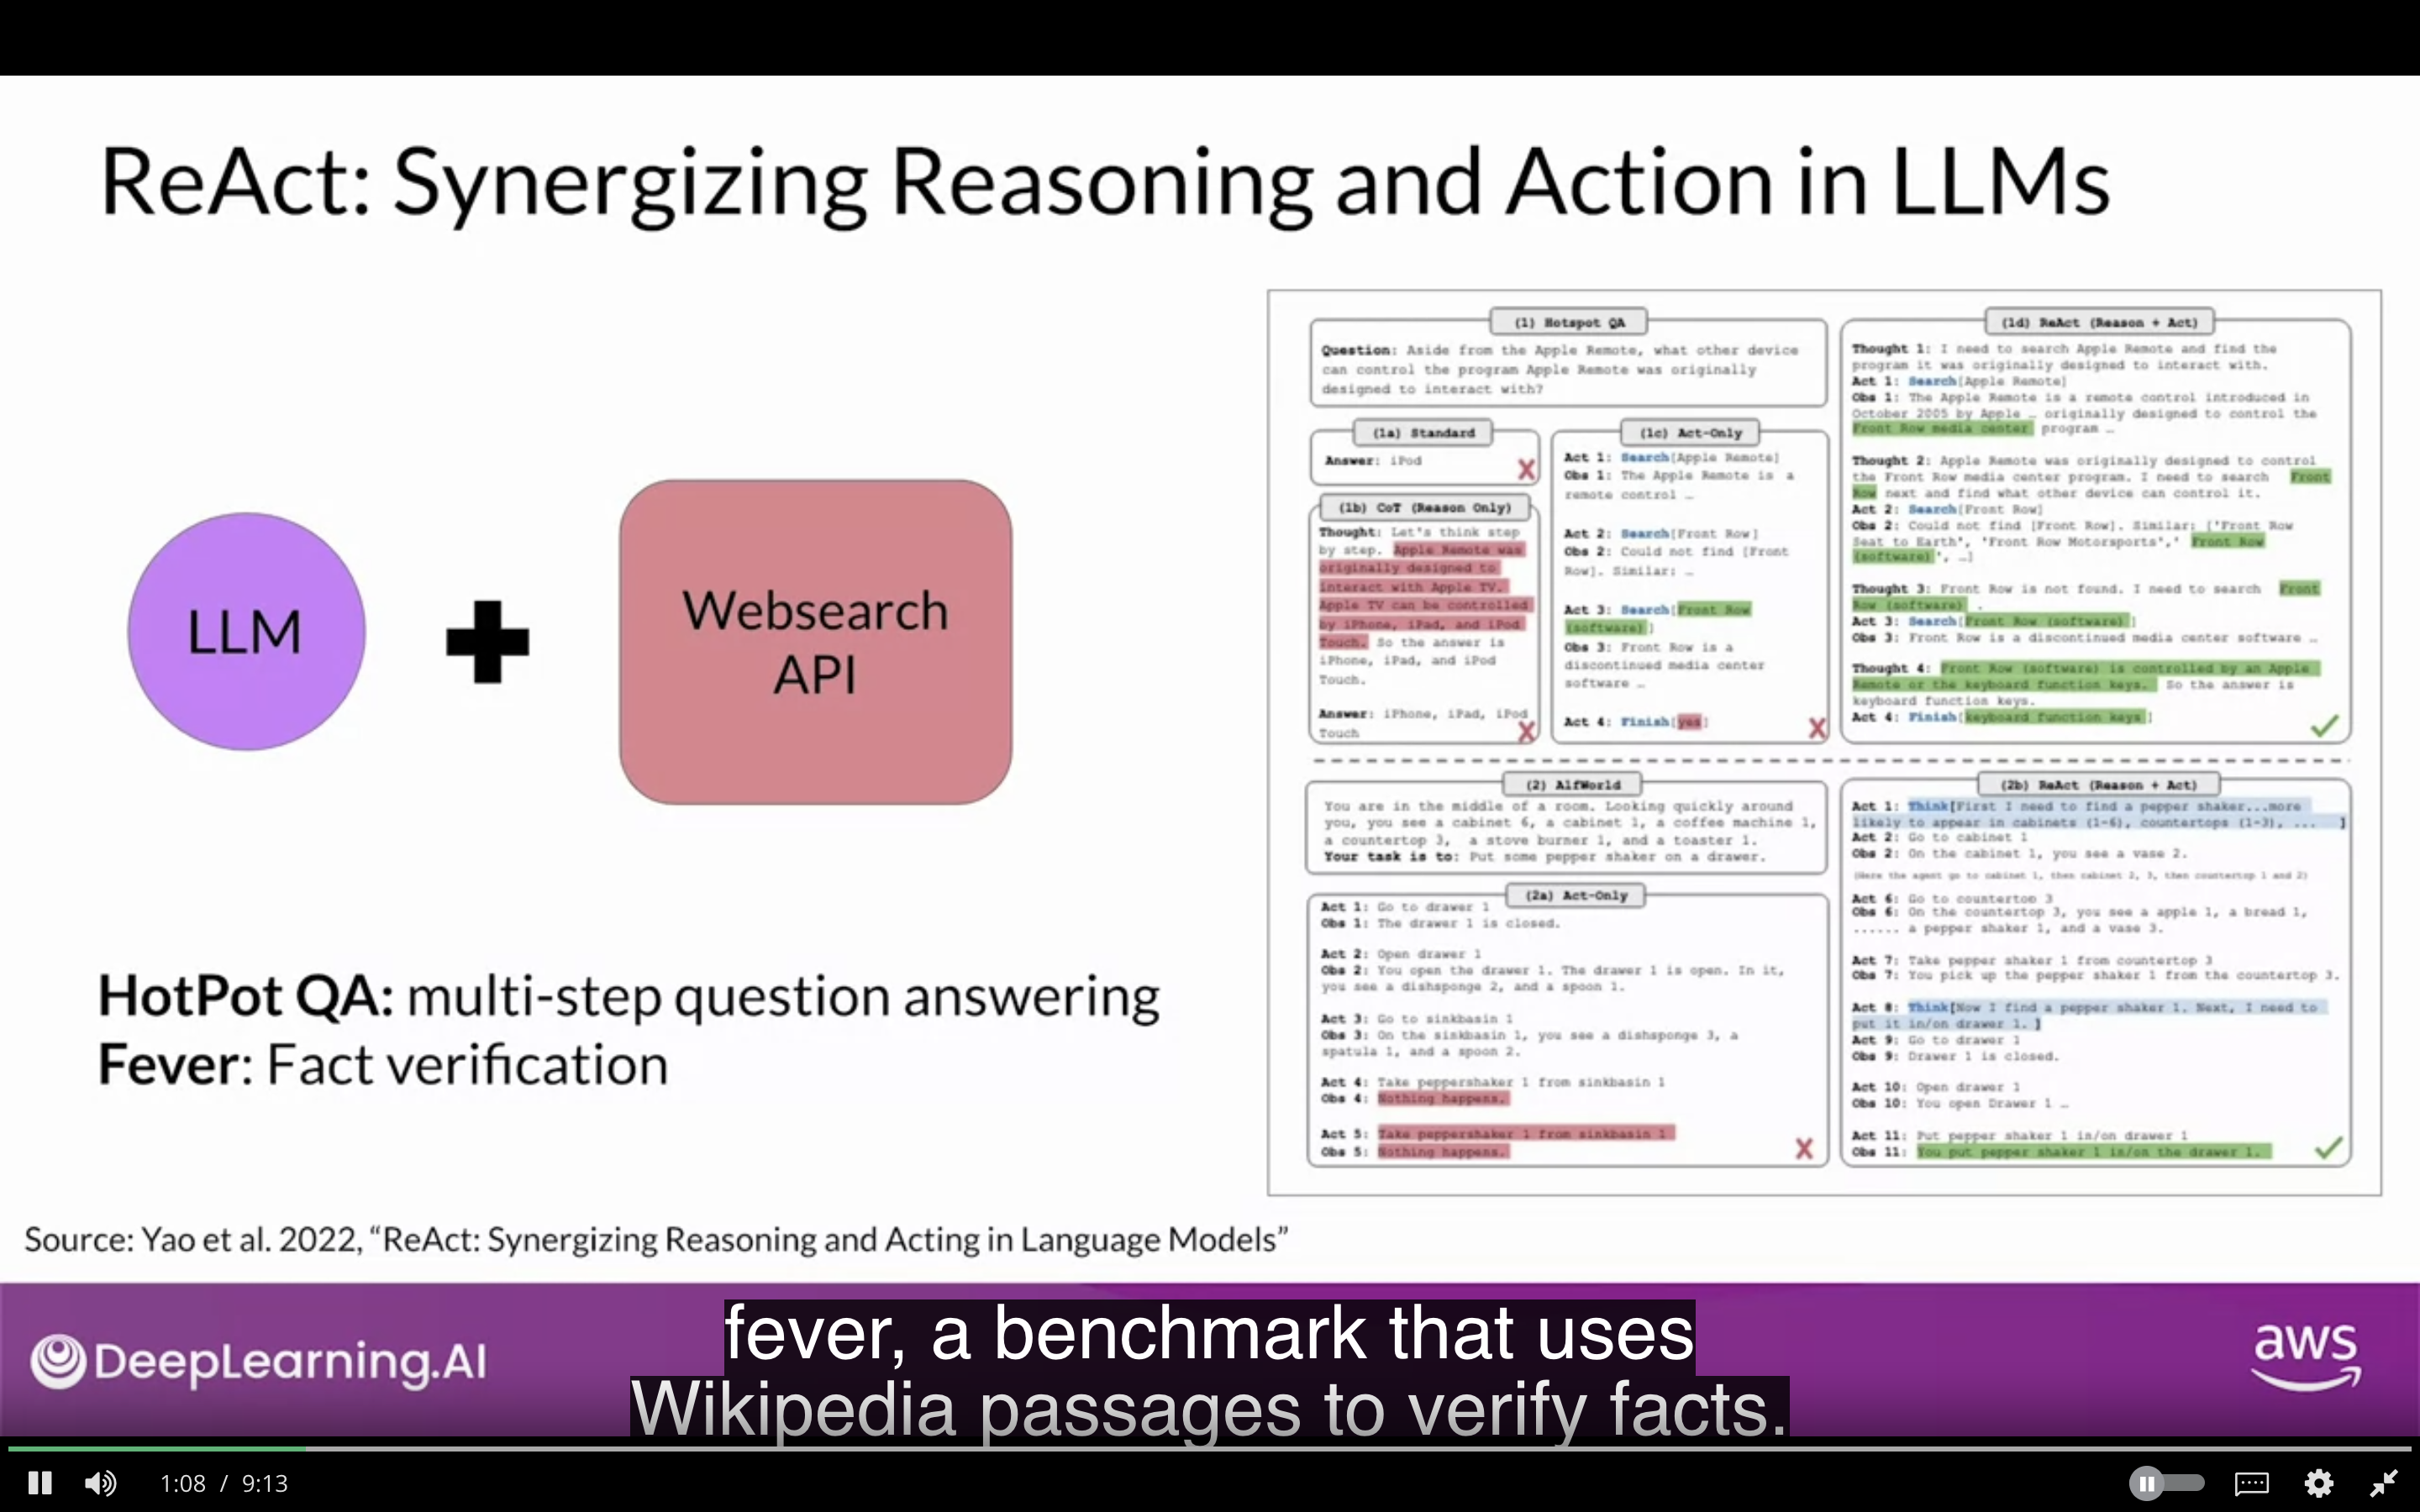 ReAct: Synergizing Reasoning and Action in LLMs
LLM
Websearch
API
HotPot QA: multi-step question answering
Fever: Fact verification
(1) Hotspot QA
Question: Aside from the Apple Remote, what other device
can control the program Apple Remote was originally
designed to interact with?
(1a) Standard
Answer: iPod
(1b) CoT (Reason Only)
Thought: Let's think step
by step. Apple Remote was
originally designed to
interact with Apple TV.
Apple TV can be controlled
by iPhone, iPad, and iPod
Touch. So the answer is
iPhone, iPad, and iPod
Touch.
Answer: iPhone, iPad, iPod
Touch
(1c) Act-Only
Act 1: Search[Apple Remote]
Obs 1: The Apple Remote is a
remote control …
Act 2: Search[Front Row]
Obs 2: Could not find [Front
Row]. Similar: …
Act 3: Search[Front Row
(software)]
Obs 3: Front Row is a
discontinued media center
software …
Act 4: Finish[yes]
(1d) ReAct (Reason + Act)
Thought 1: I need to search Apple Remote and find the
program it was originally designed to interact with.
Act 1: Search[Apple Remote]
Obs 1: The Apple Remote is a remote control introduced in
October 2005 by Apple … originally designed to control the
Front Row media center program …
Thought 2: Apple Remote was originally designed to control
the Front Row media center program. I need to search Front
Row next and find what other device can control it.
Act 2: Search[Front Row]
Obs 2: Could not find [Front Row]. Similar: ['Front Row
Seat to Earth', 'Front Row Motorsports',' Front Row
(software)', …]
Thought 3: Front Row is not found. I need to search Front
Row (software) .
Act 3: Search[Front Row (software)]
Obs 3: Front Row is a discontinued media center software …
Thought 4: Front Row (software) is controlled by an Apple
Remote or the keyboard function keys. So the answer is
keyboard function keys.
Act 4: Finish[keyboard function keys]
(2) AlfWorld
You are in the middle of a room. Looking quickly around
you, you see a cabinet 6, a cabinet 1, a coffee machine 1,
a countertop 3, a stove burner 1, and a toaster 1.
Your task is to: Put some pepper shaker on a drawer.
(2a) Act-Only
Act 1: Go to drawer 1
Obs 1: The drawer 1 is closed.
Act 2: Open drawer 1
Obs 2: You open the drawer 1. The drawer 1 is open. In it,
you see a dishsponge 2, and a spoon 1.
Act 3: Go to sinkbasin 1
Obs 3: On the sinkbasin 1, you see a dishsponge 3, a
spatula 1, and a spoon 2.
Act 4: Take peppershaker 1 from sinkbasin 1
Obs 4: Nothing happens.
Act 5: Take peppershaker 1 from sinkbasin 1
Obs 5: Nothing happens.
(2b) ReAct (Reason + Act)
Act 1: Think[First I need to find a pepper shaker...more
likely to appear in cabinets (1-6), countertops (1-3), ... ]
Act 2: Go to cabinet 1
Obs 2: On the cabinet 1, you see a vase 2.
(Here the agent go to cabinet 1, then cabinet 2, 3, then countertop 1 and 2)
Act 6: Go to countertop 3
Obs 6: On the countertop 3, you see a apple 1, a bread 1,
...... a pepper shaker 1, and a vase 3.
Act 7: Take pepper shaker 1 from countertop 3
Obs 7: You pick up the pepper shaker 1 from the countertop 3.
Act 8: Think[Now I find a pepper shaker 1. Next, I need to
put it in/on drawer 1. ]
Act 9: Go to drawer 1
Obs 9: Drawer 1 is closed.
Act 10: Open drawer 1
Obs 10: You open Drawer 1 …
Act 11: Put pepper shaker 1 in/on drawer 1
Obs 11: You put pepper shaker 1 in/on the drawer 1.
Source: Yao et al. 2022, “ReAct: Synergizing Reasoning and Acting in Language Models”
DeepLearning.AI
fever, a benchmark that uses
Wikipedia passages to verify facts.
aws
1:08 / 9:13